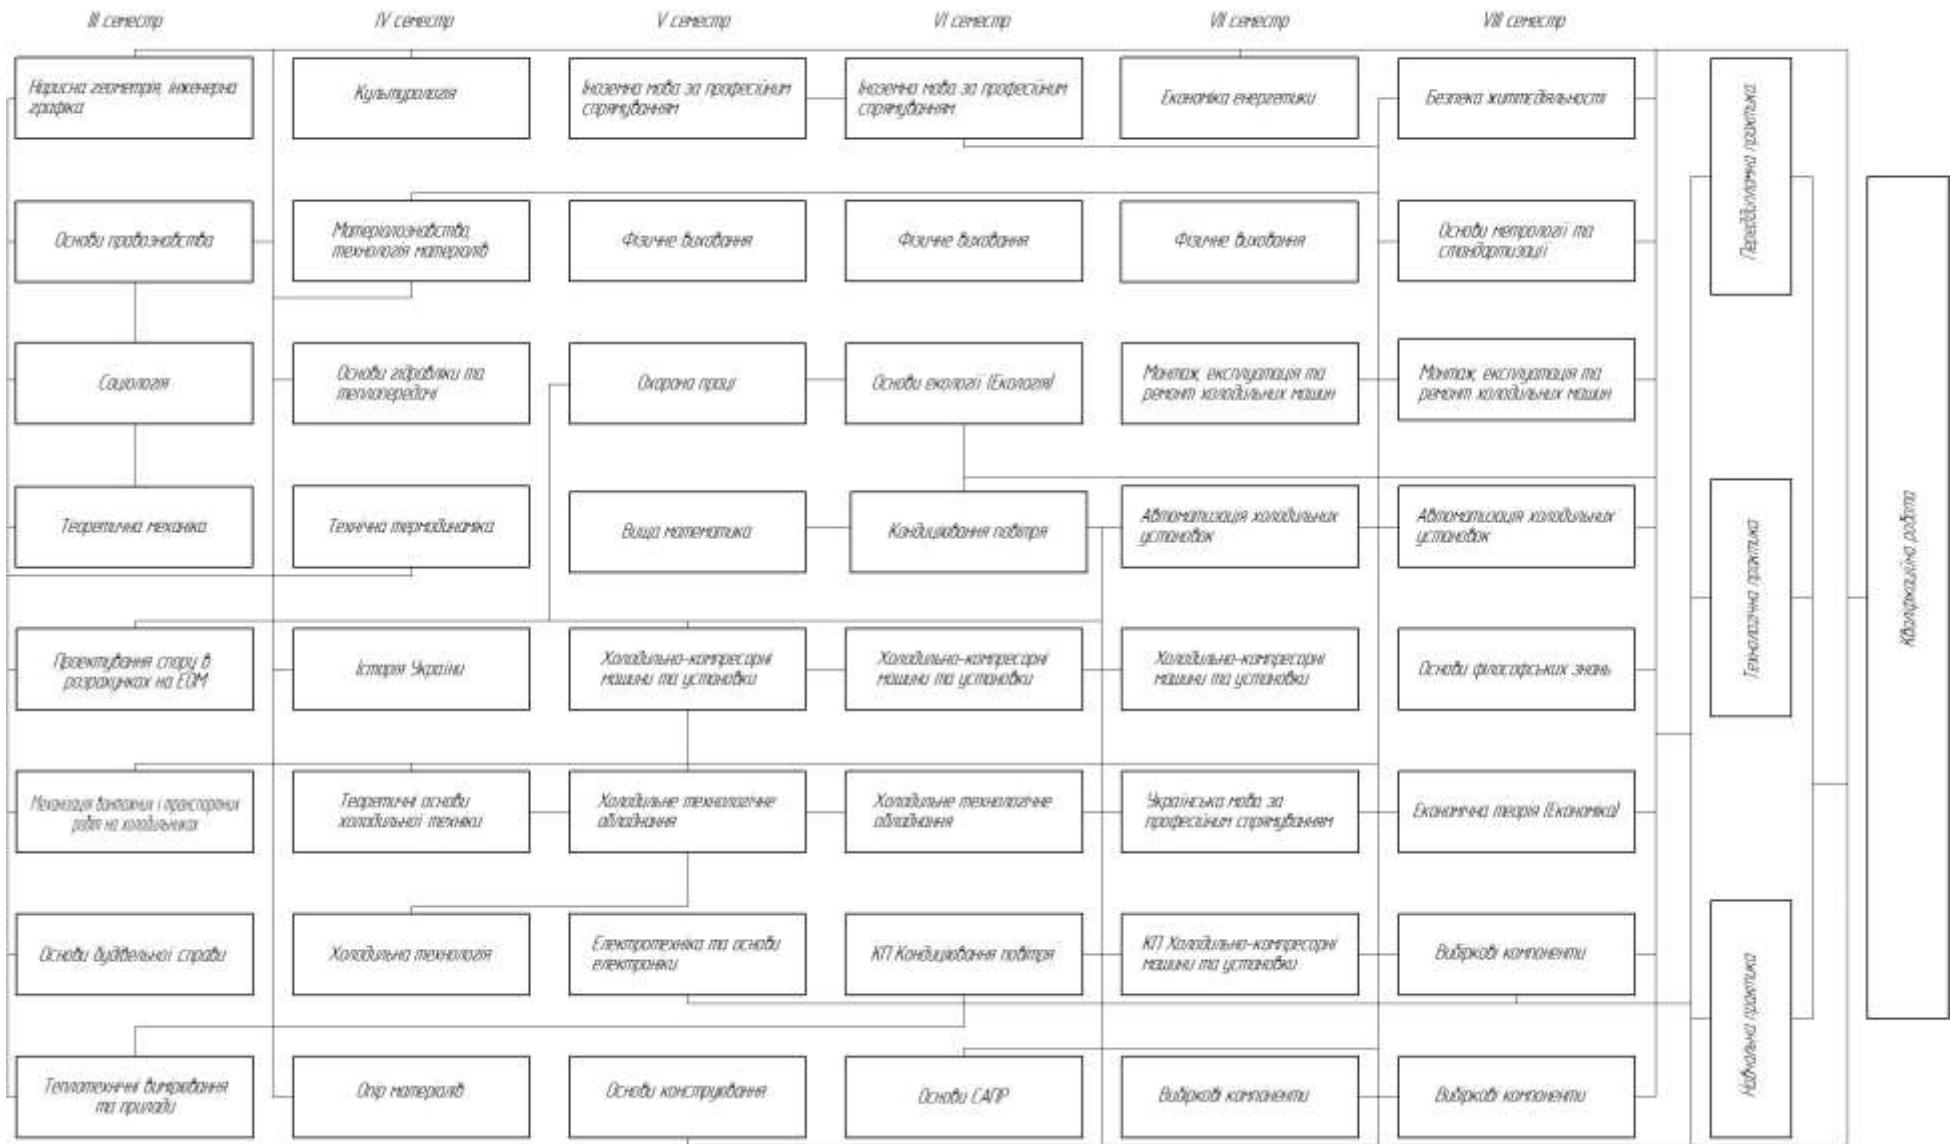 III семестр
IV семестр
V семестр
VI семестр
VII семестр
VIII семестр
Нарисна геометрія, інженерна
графіка
Культурологія
Іноземна мова за професійним
спрямуванням
Іноземна мова за професійним
спрямуванням
Економіка енергетики
Безпека життєдіяльності
Переддипломна практика
Основи правознавства
Матеріалознавство,
технологія матеріалів
Фізичне виховання
Фізичне виховання
Фізичне виховання
Основи метрології та
стандартизації
Соціологія
Основи гідравліки та
теплопередачі
Охорона праці
Основи екології (Екологія)
Монтаж, експлуатація та
ремонт холодильних машин
Монтаж, експлуатація та
ремонт холодильних машин
Теоретична механіка
Технічна термодинаміка
Вища математика
Кондиціювання повітря
Автоматизація холодильних
установок
Автоматизація холодильних
установок
Технологічна практика
Кваліфікаційна робота
Проектування спору в
розрахунках на ЕОМ
Історія України
Холодильно-компресорні
машини та установки
Холодильно-компресорні
машини та установки
Холодильно-компресорні
машини та установки
Основи філософських знань
Механізація вантажних і транспортних
робіт на холодильниках
Теоретичні основи
холодильної техніки
Холодильне технологічне
обладнання
Холодильне технологічне
обладнання
Українська мова за
професійним спрямуванням
Економічна теорія (Економіка)
Основи будівельної справи
Холодильна технологія
Електротехніка та основи
електроніки
КП Кондиціювання повітря
КП Холодильно-компресорні
машини та установки
Вибіркові компоненти
Навчальна практика
Теплотехнічні вимірювання
та прилади
Опір матеріалів
Основи конструювання
Основи САПР
Вибіркові компоненти
Вибіркові компоненти